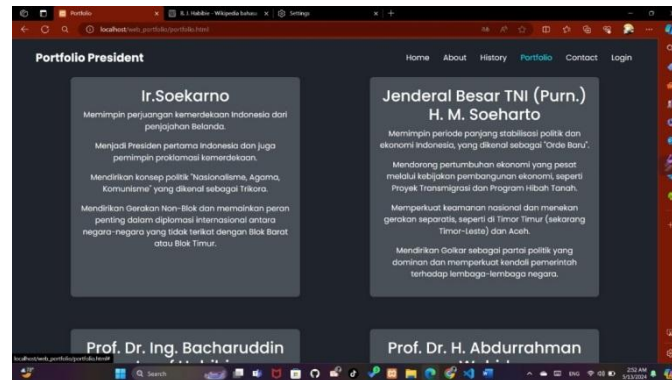 Portfolio
B. J. Habibie - Wikipedia bahasa
Settings
localhost/web_portfolio/portfolio.html
Portfolio President
Home About History Portfolio Contact Login
Ir.Soekarno
Memimpin perjuangan kemerdekaan Indonesia dari
penjajahan Belanda.
Menjadi Presiden pertama Indonesia dan juga
pemimpin proklamasi kemerdekaan.
Mendirikan konsep politik "Nasionalisme, Agama,
Komunisme" yang dikenal sebagai Trikora.
Mendirikan Gerakan Non-Blok dan memainkan peran
penting dalam diplomasi internasional antara
negara-negara yang tidak terikat dengan Blok Barat
atau Blok Timur.
Jenderal Besar TNI (Purn.)
H. M. Soeharto
Memimpin periode panjang stabilisasi politik dan
ekonomi Indonesia, yang dikenal sebagai "Orde Baru".
Mendorong pertumbuhan ekonomi yang pesat
melalui kebijakan pembangunan ekonomi, seperti
Proyek Transmigrasi dan Program Hibah Tanah.
Memperkuat keamanan nasional dan menekan
gerakan separatis, seperti di Timor Timur (sekarang
Timor-Leste) dan Aceh.
Mendirikan Golkar sebagai partai politik yang
dominan dan memperkuat kendali pemerintah
terhadap lembaga-lembaga negara.
Prof. Dr. Ing. Bacharuddin
Prof. Dr. H. Abdurrahman
localhost/web_portfolio/portfolio.html#
Search
ENG
2:52 AM
5/13/2024